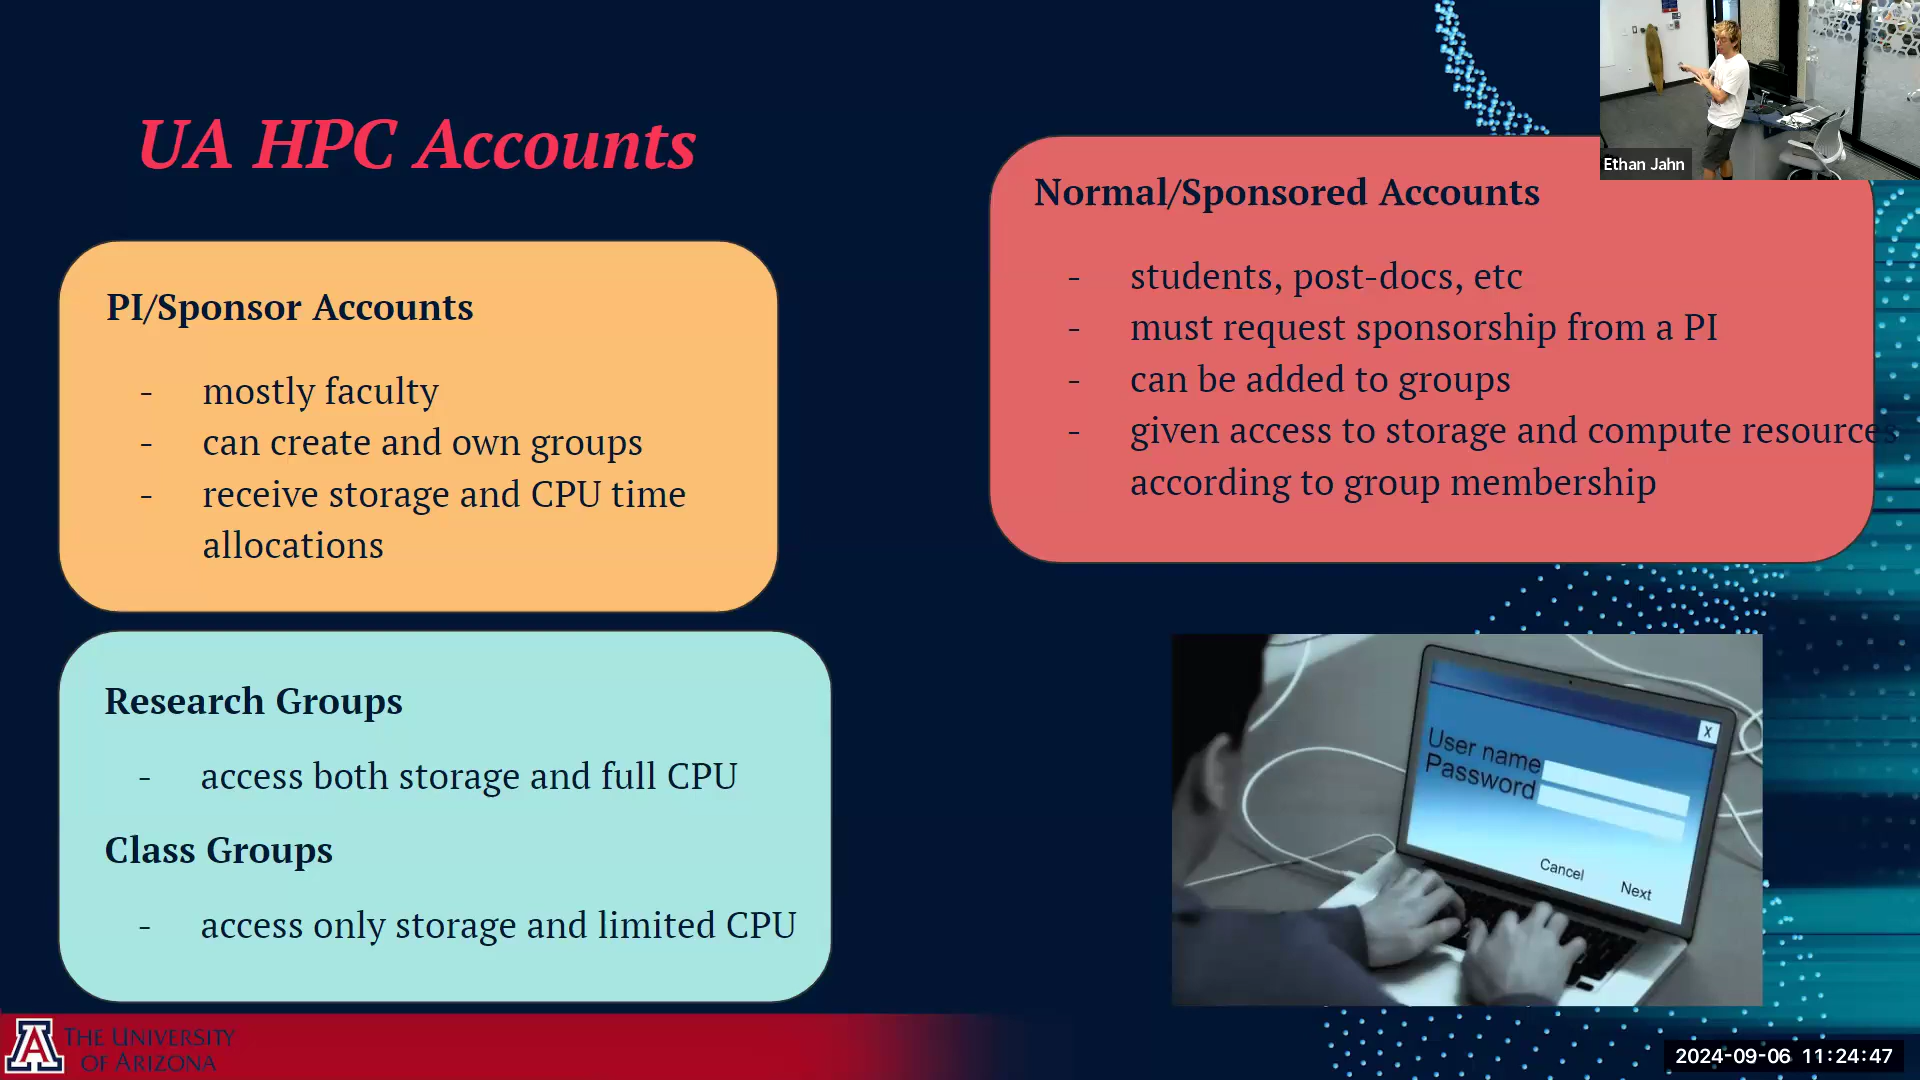 UA HPC Accounts
PI/Sponsor Accounts
- mostly faculty
- can create and own groups
- receive storage and CPU time
allocations
Research Groups
- access both storage and full CPU
Class Groups
- access only storage and limited CPU
Normal/Sponsored Accounts
- students, post-docs, etc
- must request sponsorship from a PI
- can be added to groups
- given access to storage and compute resources
according to group membership
Ethan Jahn
User name
Password
X
Cancel Next
A
THE UNIVERSITY
OF ARIZONA
2024-09-06 11:24:47